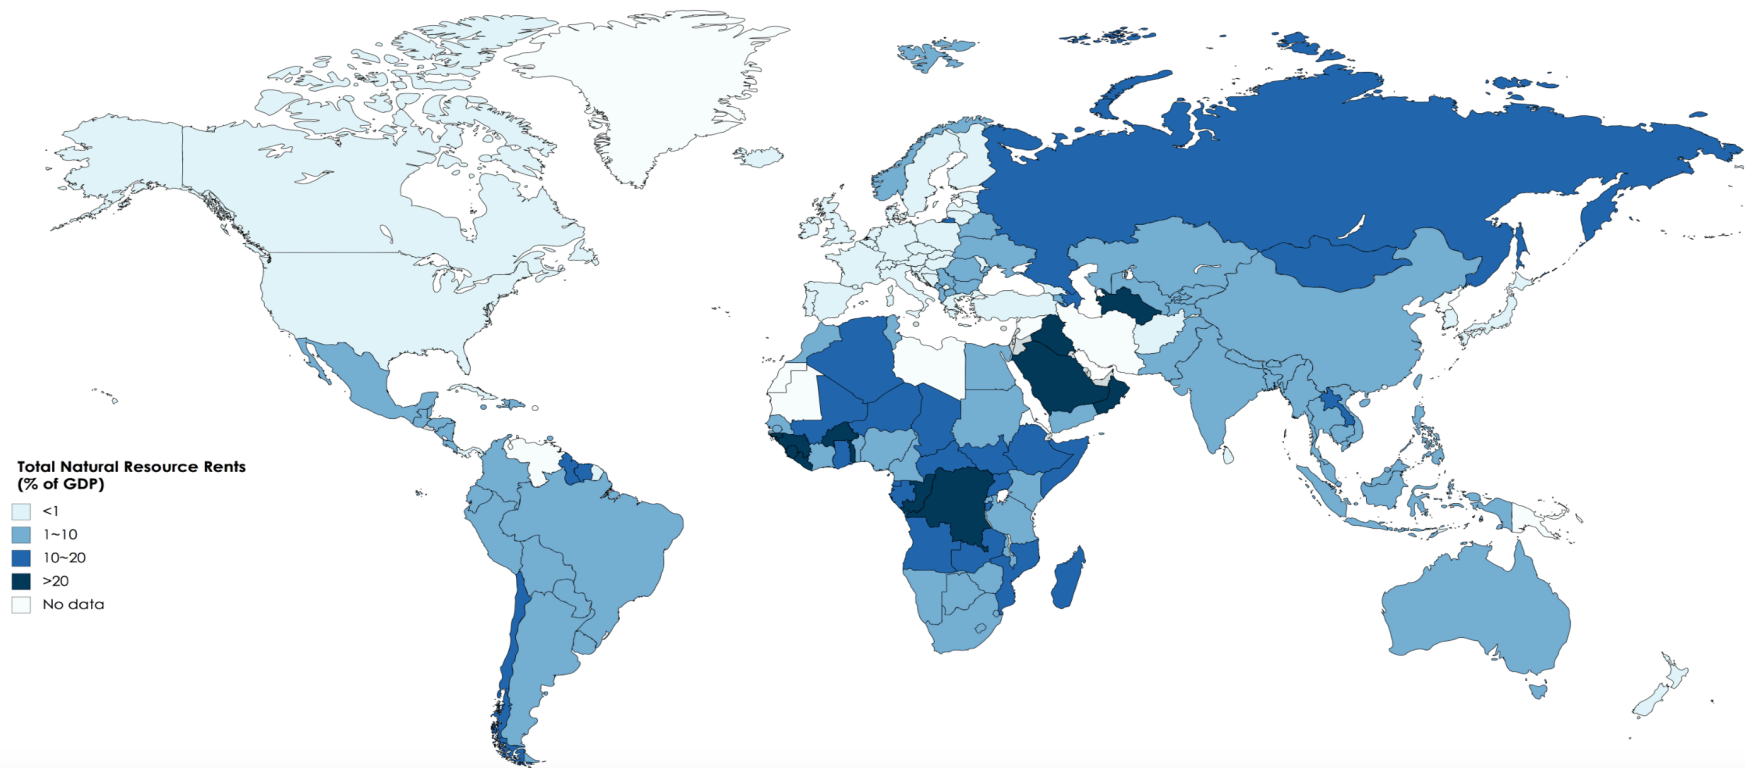 Total Natural Resource Rents
(% of GDP)
<1
1~10
10~20
>20
No data